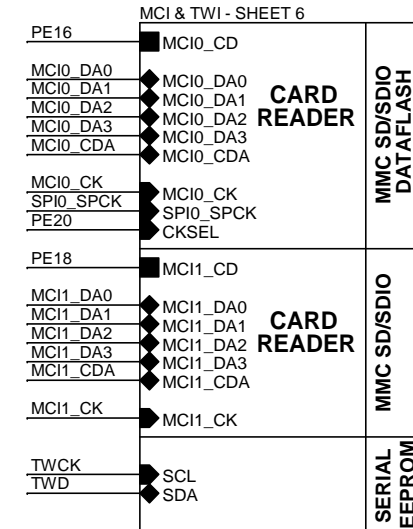 MCI & TWI - SHEET 6
PE16
MCI0_CD
MCI0_DA0
MCI0_DA0
MCI0_DA1
MCI0_DA1
MCI0_DA2
MCI0_DA2
MCI0_DA3
MCI0_DA3
MCI0_CDA
MCI0_CDA
CARD
READER
MMC SD/SDIO
DATAFLASH
MCI0_CK
MCI0_CK
SPI0_SPCK
SPI0_SPCK
PE20
CKSEL
PE18
MCI1_CD
MCI1_DA0
MCI1_DA0
MCI1_DA1
MCI1_DA1
MCI1_DA2
MCI1_DA2
MCI1_DA3
MCI1_DA3
MCI1_CDA
MCI1_CDA
CARD
READER
MMC SD/SDIO
MCI1_CK
MCI1_CK
TWCK
SCL
TWD
SDA
SERIAL
EEPROM